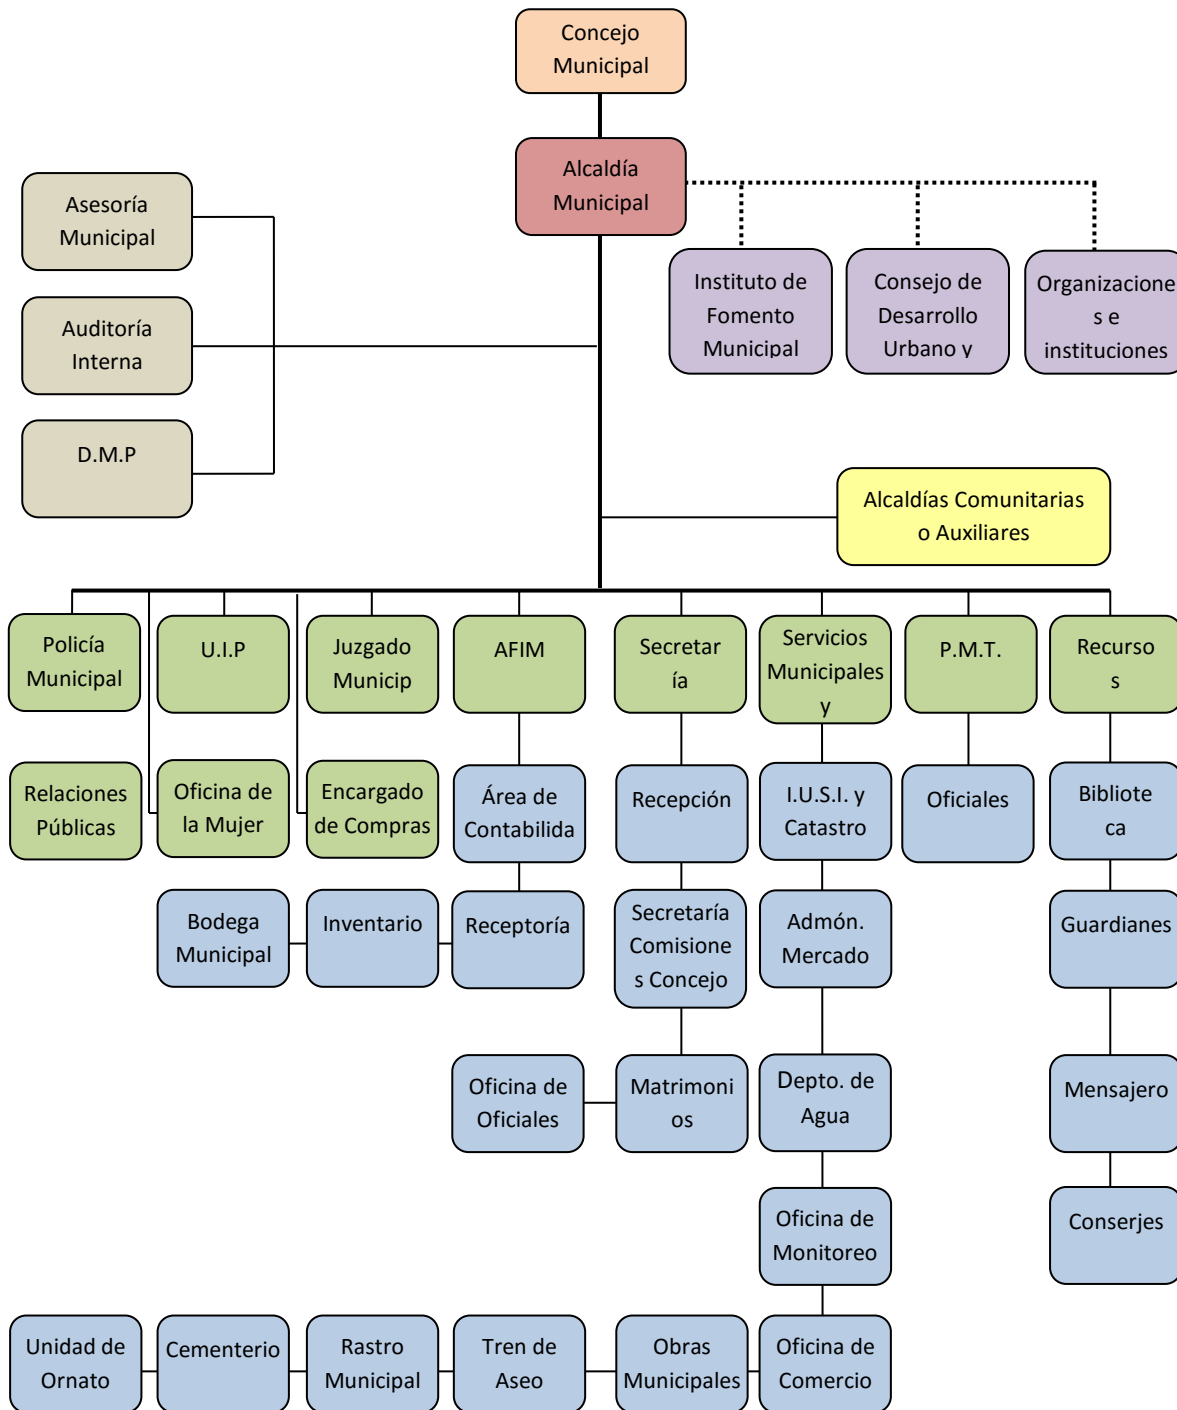 Concejo
Municipal
Alcaldía
Municipal
Asesoría
Municipal
Auditoría
Interna
D.M.P
Instituto de
Fomento
Municipal
Consejo de
Desarrollo
Urbano y
Organizacione
s e
instituciones
Alcaldías Comunitarias
o Auxiliares
Policía
Municipal
U.I.P
Juzgado
Municip
AFIM
Secretar
ía
Servicios
Municipales
y
P.M.T.
Recurso
s
Relaciones
Públicas
Oficina de
la Mujer
Encargado
de Compras
Área de
Contabilida
Recepción
I.U.S.I. y
Catastro
Oficiales
Bibliote
ca
Bodega
Municipal
Inventario
Receptoría
Secretaría
Comisione
s Concejo
Admón.
Mercado
Guardianes
Oficina de
Oficiales
Matrimoni
os
Depto. de
Agua
Mensajero
Oficina de
Monitoreo
Conserjes
Unidad de
Ornato
Cementerio
Rastro
Municipal
Tren de
Aseo
Obras
Municipales
Oficina de
Comercio